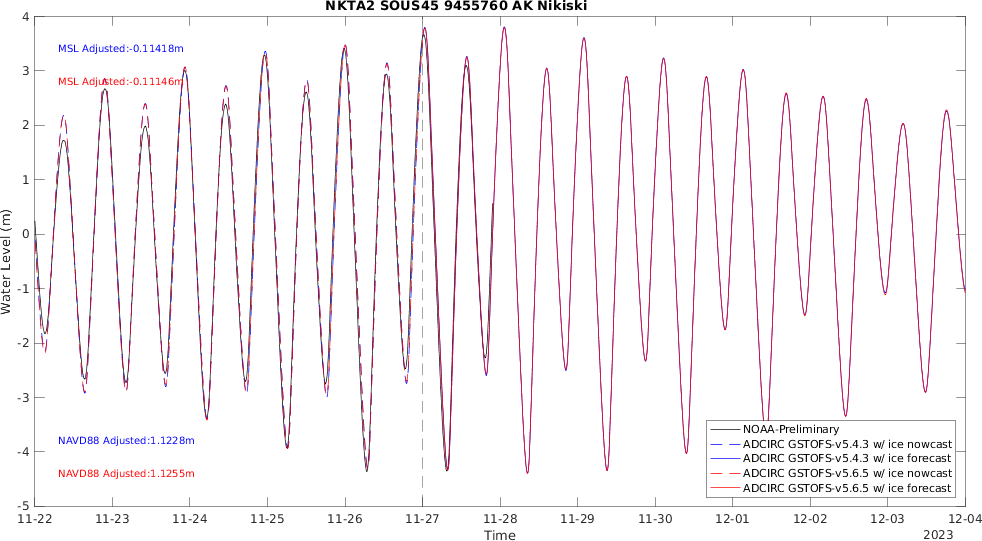 NKTA2 SOUS45 9455760 AK Nikiski
4
3
2
1
0
-1
-2
-3
-4
-5
Water Level (m)
MSL Adjusted:-0.11418m
MSL Adjusted:-0.11146m
NAVD88 Adjusted:1.1228m
NAVD88 Adjusted:1.1255m
NOAA-Preliminary
ADCIRC GSTOFS-v5.4.3 w/ ice nowcast
ADCIRC GSTOFS-v5.4.3 w/ ice forecast
ADCIRC GSTOFS-v5.6.5 w/ ice nowcast
ADCIRC GSTOFS-v5.6.5 w/ ice forecast
11-22 11-23 11-24 11-25 11-26 11-27 11-28 11-29 11-30 12-01 12-02 12-03 12-04
Time
2023